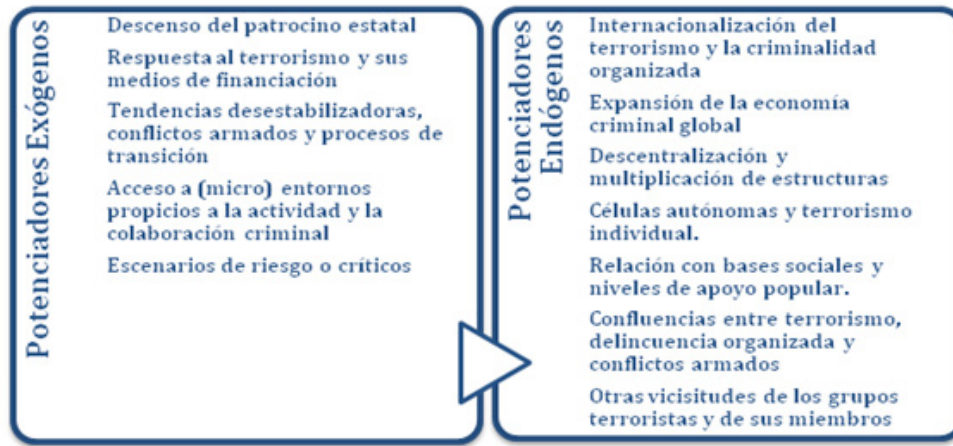 Potenciadores Exógenos
Descenso del patrocino estatal
Respuesta al terrorismo y sus
medios de financiación
Tendencias desestabilizadoras,
conflictos armados y procesos de
transición
Acceso a (micro) entornos
propicios a la actividad y la
colaboración criminal
Escenarios de riesgo o críticos
Potenciadores
Endógenos
Internacionalización del
terrorismo y la criminalidad
organizada
Expansión de la economía
criminal global
Descentralización y
multiplicación de estructuras
Células autónomas y terrorismo
individual.
Relación con bases sociales y
niveles de apoyo popular.
Confluencias entre terrorismo,
delincuencia organizada y
conflictos armados
Otras vicisitudes de los grupos
terroristas y de sus miembros